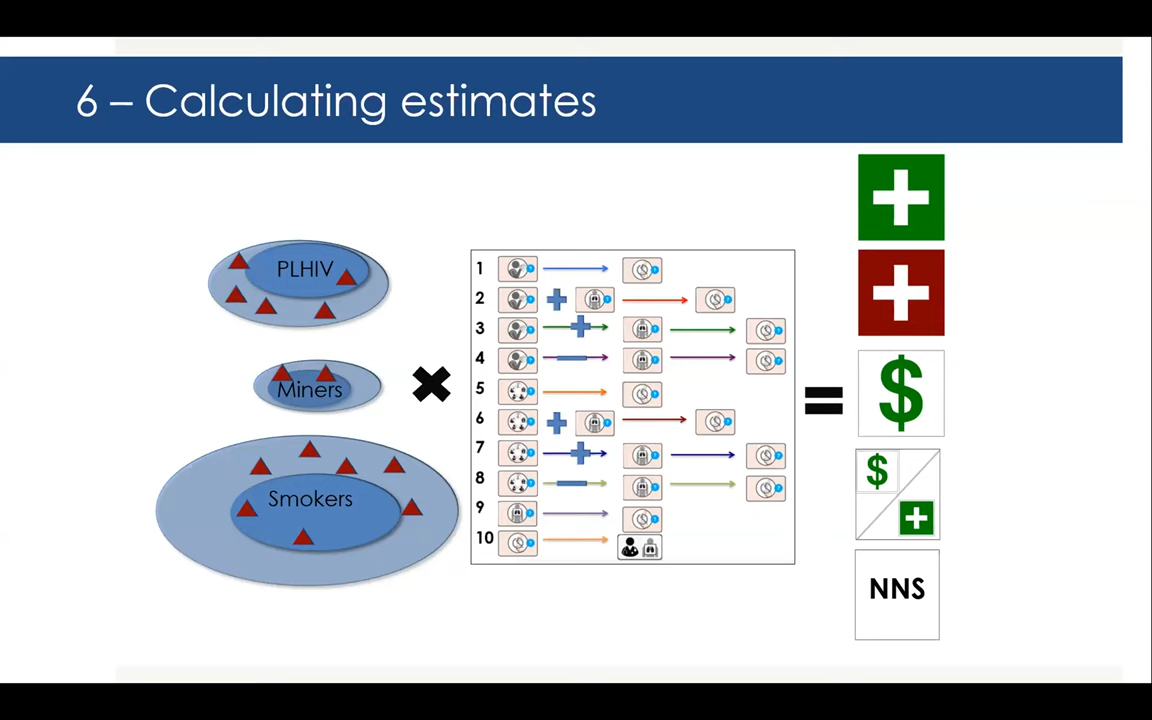 6 – Calculating estimates
PLHIV
Miners
Smokers
1
2
3
4
5
6
7
8
9
10
$
$
NNS